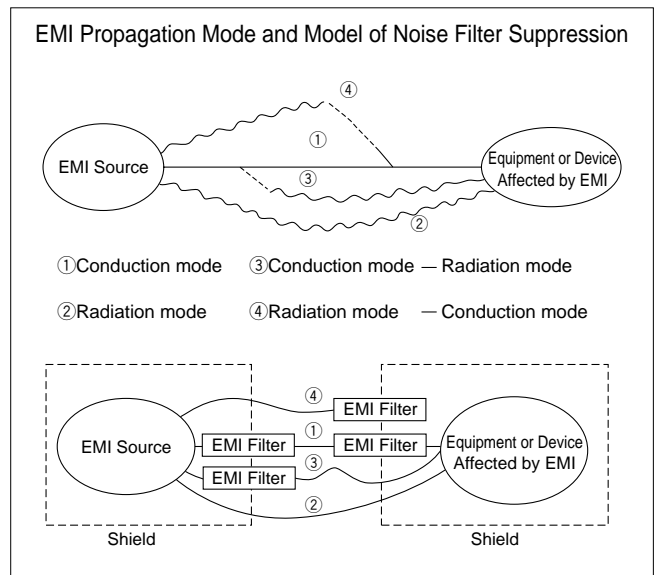 EMI Propagation Mode and Model of Noise Filter Suppression
④
①
EMI Source
Equipment or Device
Affected by EMI
③
②
①Conduction mode ③Conduction mode — Radiation mode
②Radiation mode ④Radiation mode — Conduction mode
④
EMI Filter
EMI Source
EMI Filter
①
EMI Filter
Equipment or Device
Affected by EMI
EMI Filter
③
②
Shield
Shield